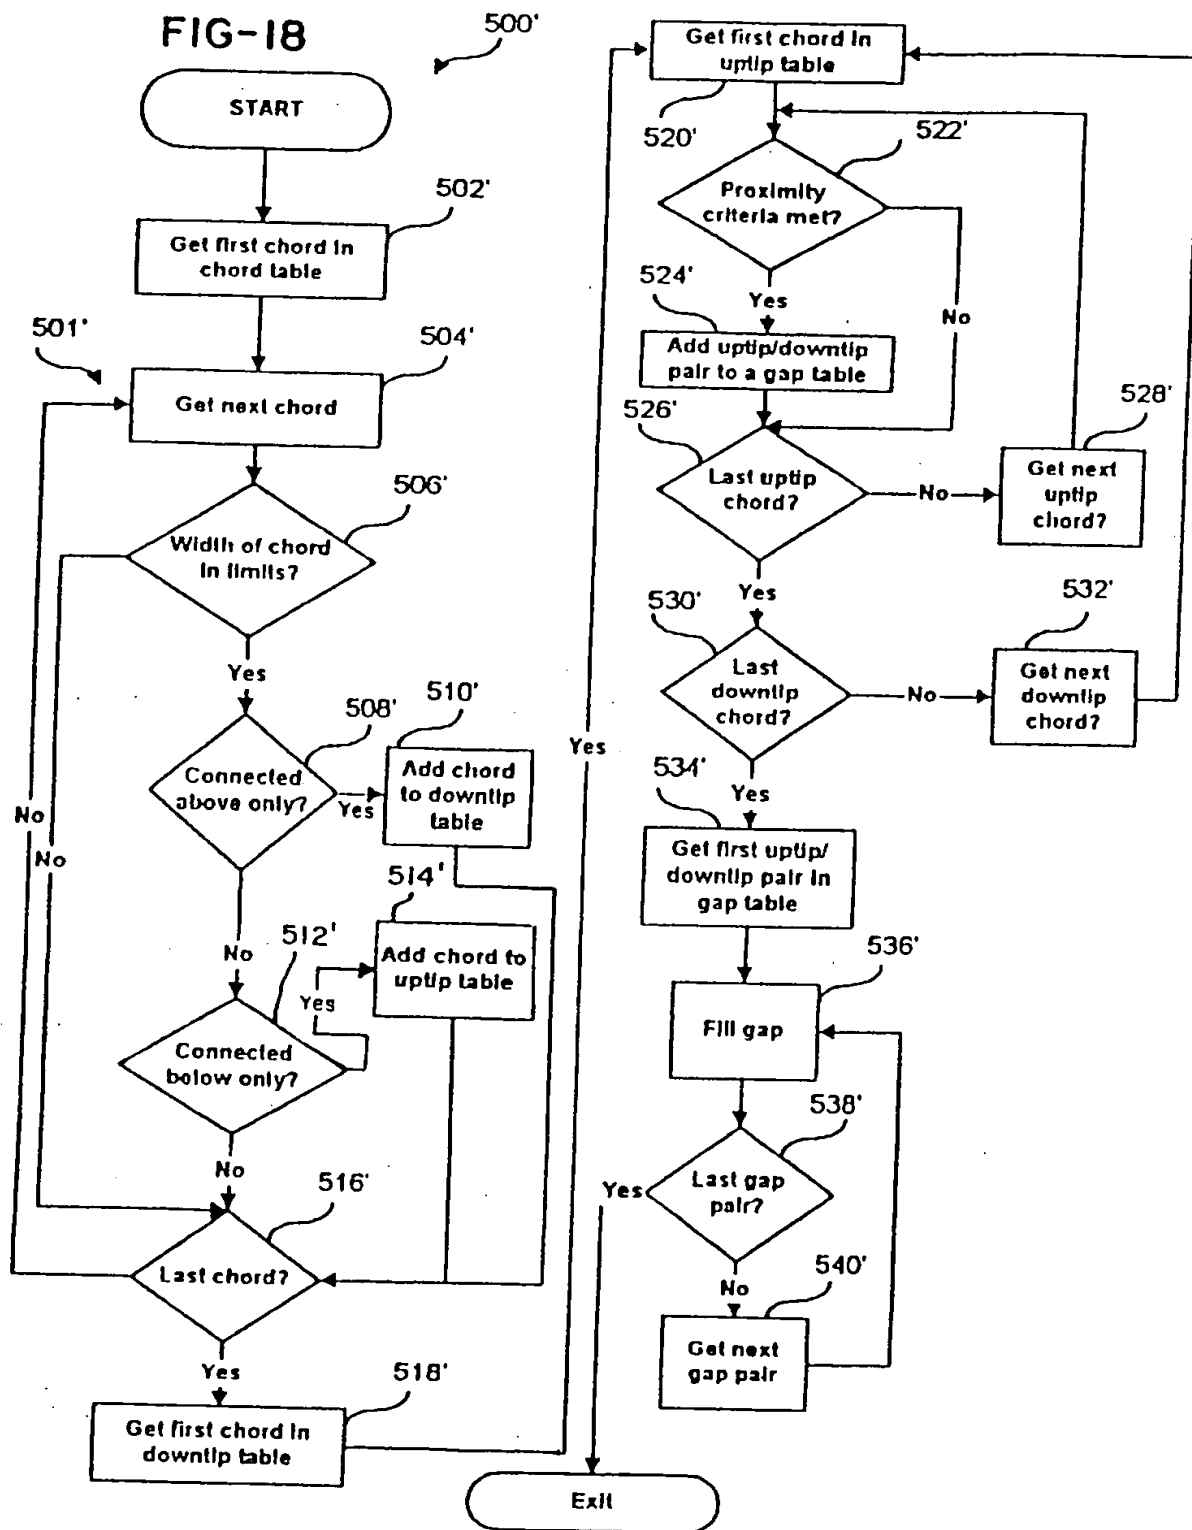 FIG-18
500'
START
502'
Get first chord in
chord table
501'
504'
Get next chord
506'
Width of chord
in limits?
Yes
508'
510'
Connected
above only?
Yes
Add chord
to downtip
table
No
No
514'
No
512'
Add chord to
uptip table
Yes
Connected
below only?
No
516'
Last chord?
Yes
518'
Get first chord in
downtip table
Yes
Get first chord in
uptip table
520'
522'
Proximity
criteria met?
524'
Yes
No
Add uptip/downtip
pair to a gap table
526'
528'
Last uptip
chord?
No
Get next
uptip
chord?
Yes
530'
532'
Last
downtip
chord?
No
Get next
downtip
chord?
534'
Yes
Get first uptip/
downtip pair in
gap table
536'
Fill gap
538'
Yes
Last gap
pair?
No
540'
Get next
gap pair
Exit